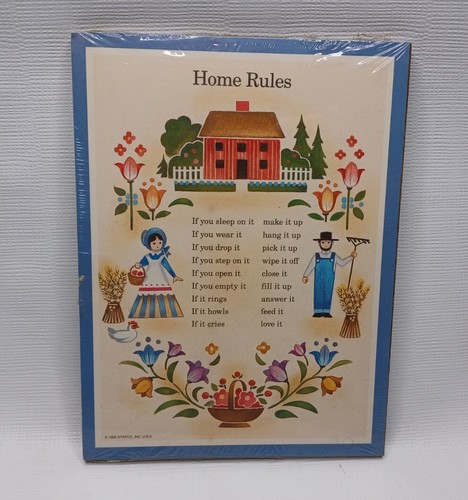 Home Rules
If you sleep on it make it up
If you wear it hang it up
If you drop it pick it up
If you step on it wipe it off
If you open it close it
If you empty it fill it up
If it rings answer it
If it howls feed it
If it cries love it
INC. U.S.A.